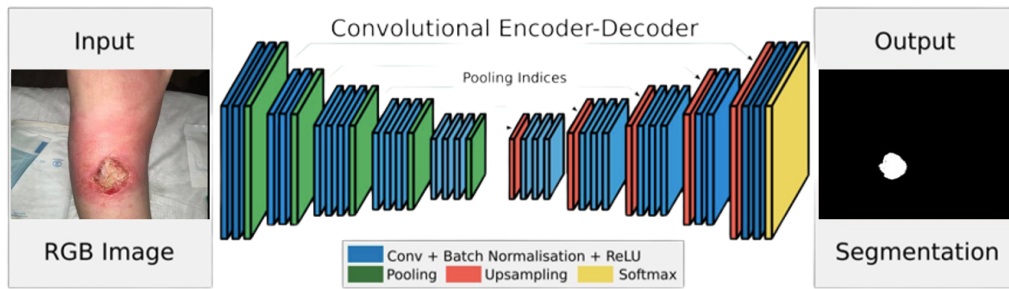 Input
Convolutional Encoder-Decoder
Output
Pooling Indices
RGB Image
Segmentation
Conv + Batch Normalisation + ReLU
Pooling
Upsampling
Softmax